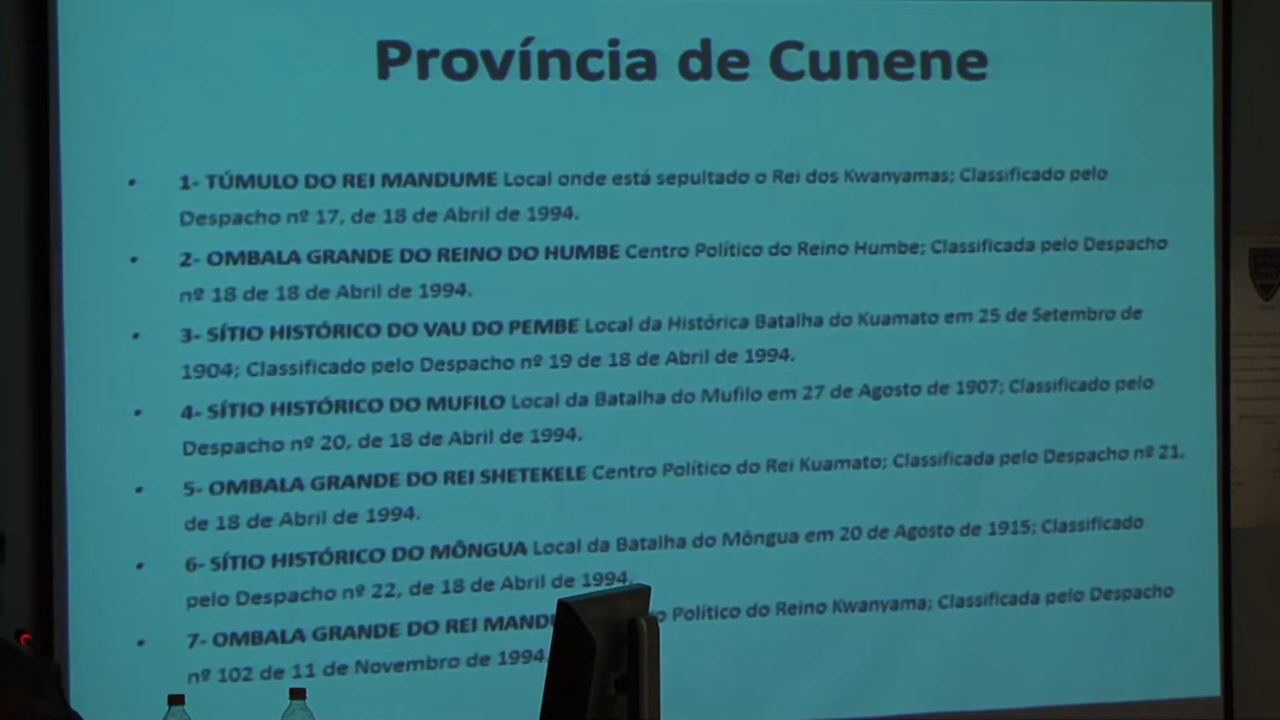 Província de Cunene
• 1- TÚMULO DO REI MANDUME Local onde está sepultado o Rei dos Kwanyamas; Classificado pelo
Despacho nº 17, de 18 de Abril de 1994.
• 2- OMBALA GRANDE DO REINO DO HUMBE Centro Político do Reino Humbe; Classificada pelo Despacho
nº 18 de 18 de Abril de 1994.
• 3- SÍTIO HISTÓRICO DO VAU DO PEMBE Local da Histórica Batalha do Kuamato em 25 de Setembro de
1904; Classificado pelo Despacho nº 19 de 18 de Abril de 1994.
• 4- SÍTIO HISTÓRICO DO MUFILO Local da Batalha do Mufilo em 27 de Agosto de 1907; Classificado pelo
Despacho nº 20, de 18 de Abril de 1994.
• 5- OMBALA GRANDE DO REI SHETEKELE Centro Político do Rei Kuamato; Classificada pelo Despacho nº 21,
de 18 de Abril de 1994.
• 6- SÍTIO HISTÓRICO DO MÔNGUA Local da Batalha do Môngua em 20 de Agosto de 1915; Classificado
pelo Despacho nº 22, de 18 de Abril de 1994.
• 7- OMBALA GRANDE DO REI Político do Reino Kwanyama; Classificada pelo Despacho
nº 102 de 11 de Novembro de 1994.